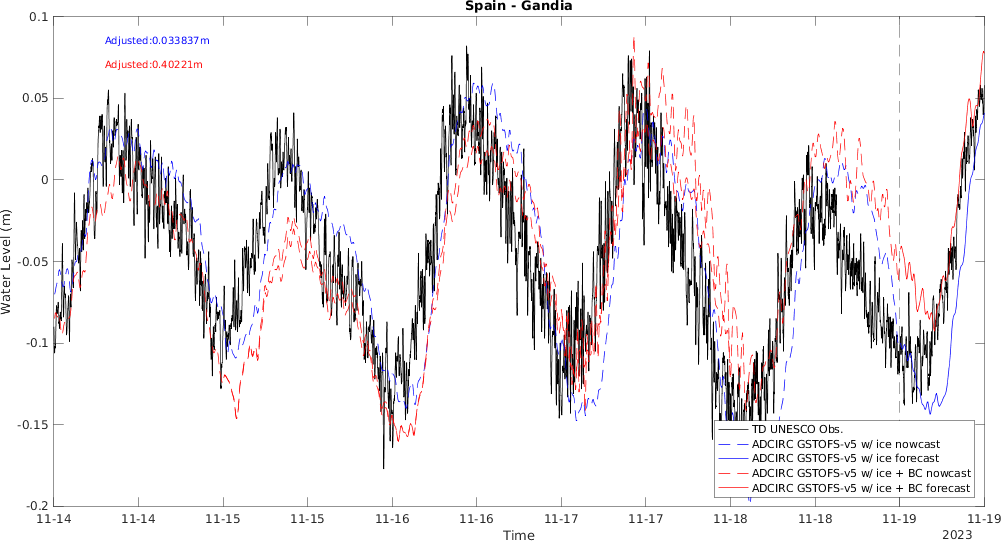 Spain - Gandia
Adjusted:0.033837m
Adjusted:0.40221m
0.1
0.05
0
-0.05
-0.1
-0.15
-0.2
Water Level (m)
TD UNESCO Obs.
ADCIRC GSTOFS-v5 w/ ice nowcast
ADCIRC GSTOFS-v5 w/ ice forecast
ADCIRC GSTOFS-v5 w/ ice + BC nowcast
ADCIRC GSTOFS-v5 w/ ice + BC forecast
11-14 11-14 11-15 11-15 11-16 11-16 11-17 11-17 11-18 11-18 11-19 11-19
Time
2023